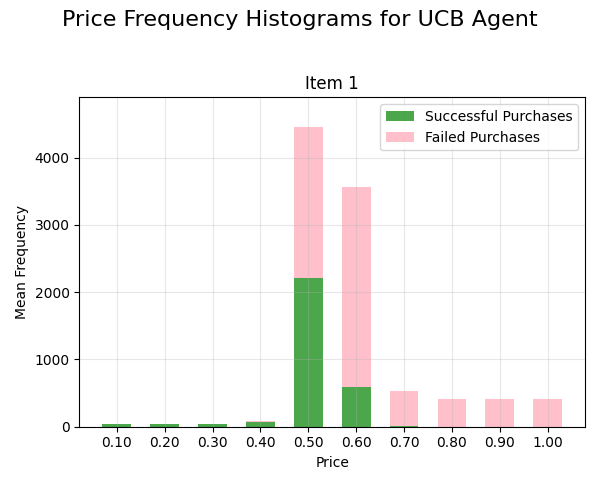 Price Frequency Histograms for UCB Agent
Item 1
Successful Purchases
Failed Purchases
Mean Frequency
4000
3000
2000
1000
0
0.10 0.20 0.30 0.40 0.50 0.60 0.70 0.80 0.90 1.00
Price